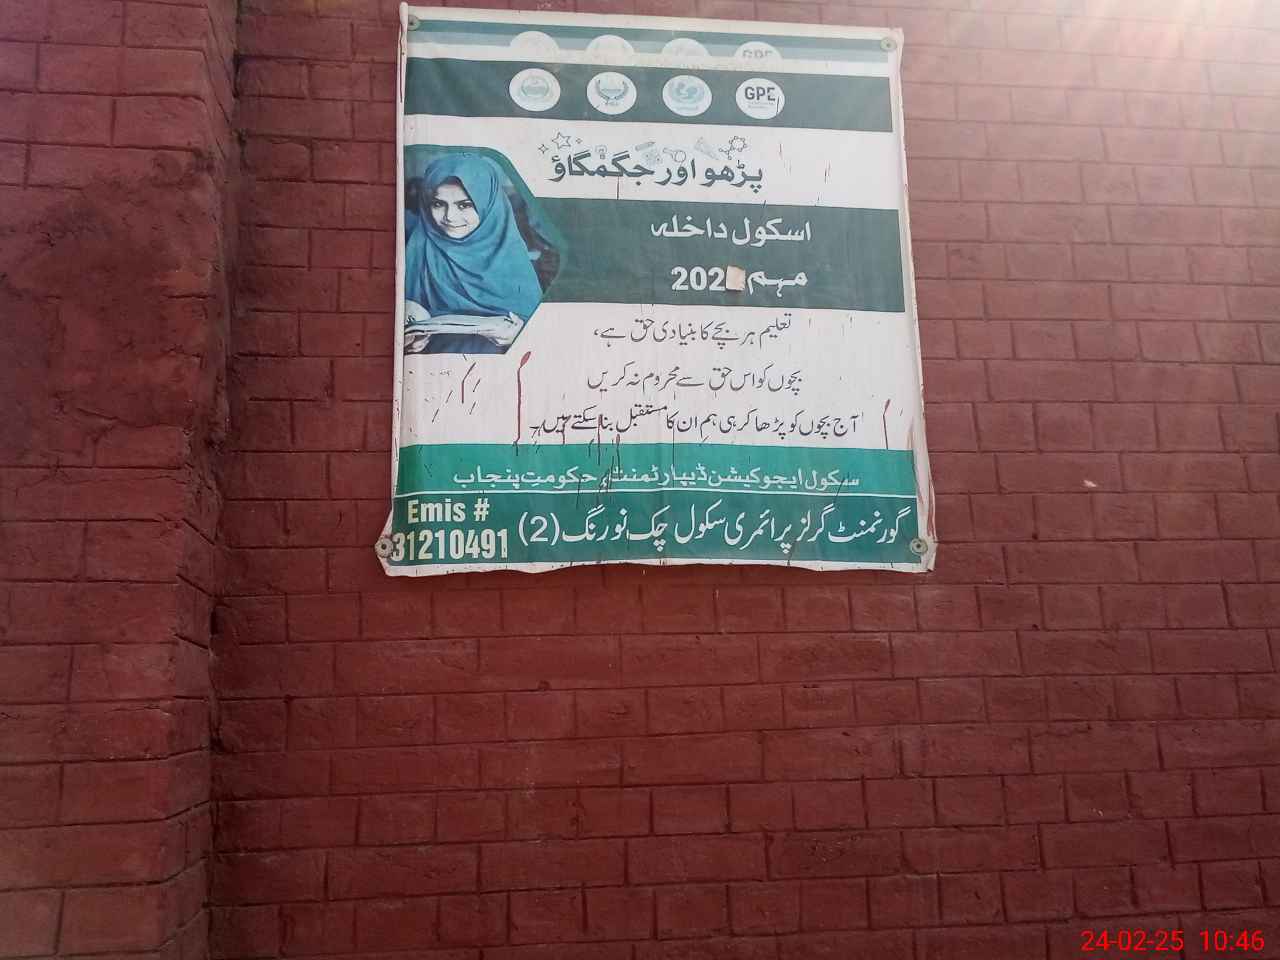 GPE
GPE
پڑھو اور جگمگاؤ
اسکول داخلہ
مہم 202
تعلیم ہر بچے کا بنیادی حق ہے،
بچوں کو اس حق سے محروم نہ کریں
آج بچوں کو پڑھا کر ہی ہم ان کا مستقبل بنا سکتے ہیں۔
سکول ایجوکیشن ڈیپارٹمنٹ، حکومتِ پنجاب
گورنمنٹ گرلز پرائمری سکول چک نورنگ (2)
Emis #
31210491
24-02-25 10:46